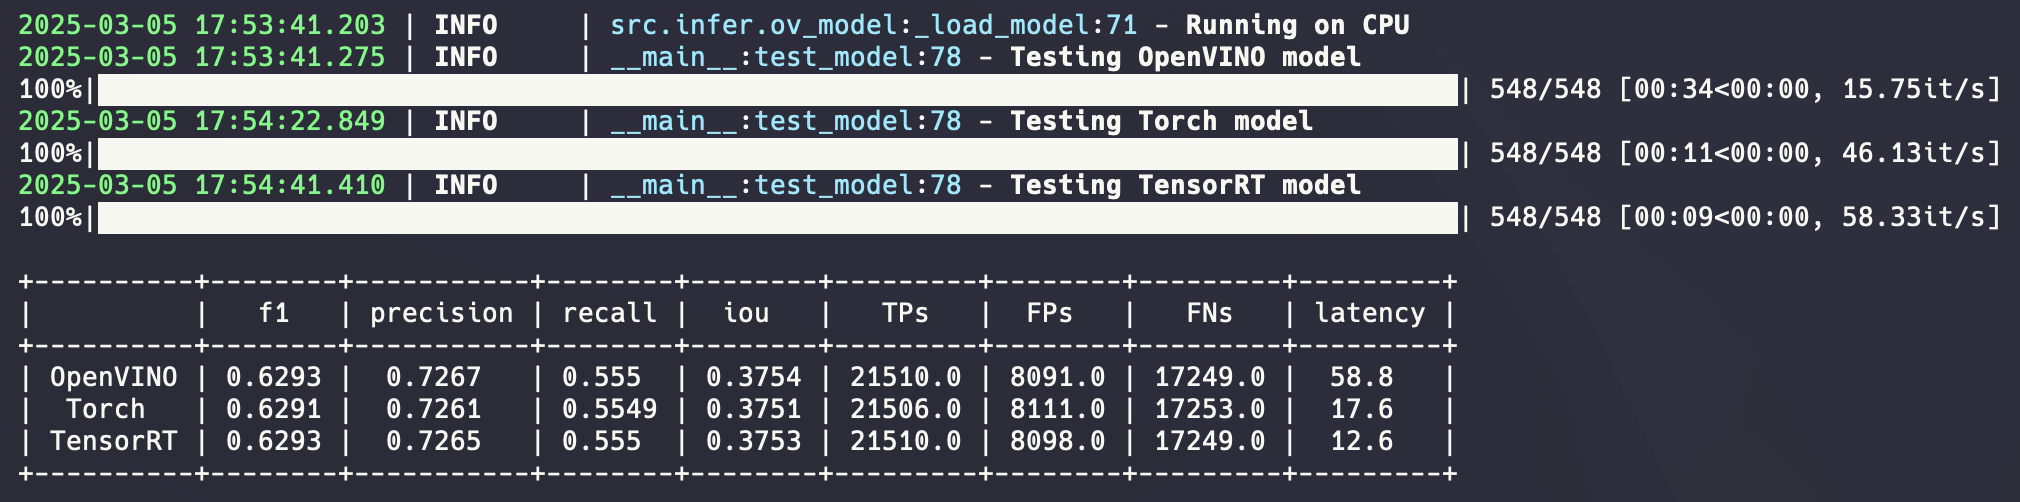 2025-03-05 17:53:41.203 | INFO     | src.infer.ov_model:_load_model:71 - Running on CPU
2025-03-05 17:53:41.275 | INFO     | __main__:test_model:78 - Testing OpenVINO model
100%|                                                                                     | 548/548 [00:34<00:00, 15.75it/s]
2025-03-05 17:54:22.849 | INFO     | __main__:test_model:78 - Testing Torch model
100%|                                                                                     | 548/548 [00:11<00:00, 46.13it/s]
2025-03-05 17:54:41.410 | INFO     | __main__:test_model:78 - Testing TensorRT model
100%|                                                                                     | 548/548 [00:09<00:00, 58.33it/s]
+----------+--------+-----------+--------+--------+---------+--------+---------+---------+
|          |   f1   | precision | recall |  iou   |   TPs   |  FPs   |   FNs   | latency |
+----------+--------+-----------+--------+--------+---------+--------+---------+---------+
| OpenVINO | 0.6293 |  0.7267   | 0.555  | 0.3754 | 21510.0 | 8091.0 | 17249.0 |  58.8   |
|  Torch   | 0.6291 |  0.7261   | 0.5549 | 0.3751 | 21506.0 | 8111.0 | 17253.0 |  17.6   |
| TensorRT | 0.6293 |  0.7265   | 0.555  | 0.3753 | 21510.0 | 8098.0 | 17249.0 |  12.6   |
+----------+--------+-----------+--------+--------+---------+--------+---------+---------+